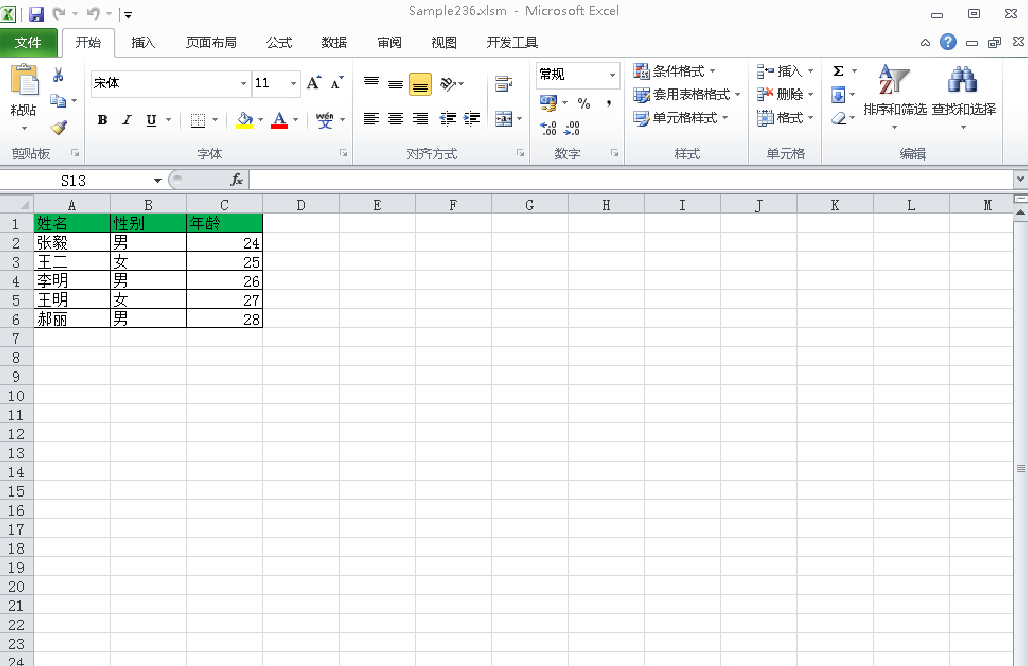 Sample236.xlsm - Microsoft Excel
文件 开始 插入 页面布局 公式 数据 审阅 视图 开发工具
宋体 11 A A 常规 条件格式 插入 Σ
粘贴 套用表格格式 删除 排序和筛选 查找和选择
B I U A wén 文 % , 单元格样式 格式
.00 .00
剪贴板 字体 对齐方式 数字 样式 单元格 编辑
S13 fx
A B C D E F G H I J K L M
1 姓名 性别 年龄
2 张毅 男 24
3 王二 女 25
4 李明 男 26
5 王明 女 27
6 郝丽 男 28
7
8
9
10
11
12
13
14
15
16
17
18
19
20
21
22
23
24